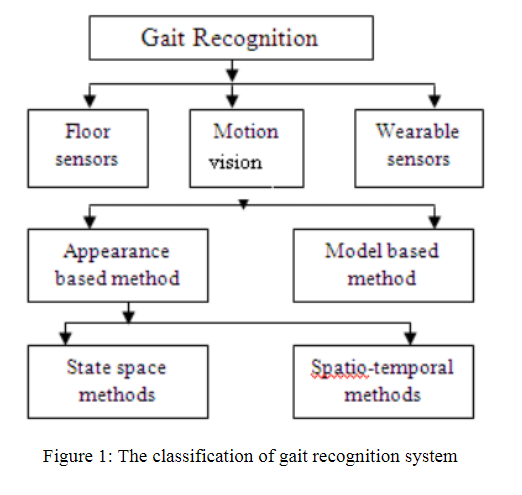 Gait Recognition
Floor
sensors
Motion
vision
Wearable
sensors
Appearance
based method
Model based
method
State space
methods
Spatio-temporal
methods
Figure 1: The classification of gait recognition system